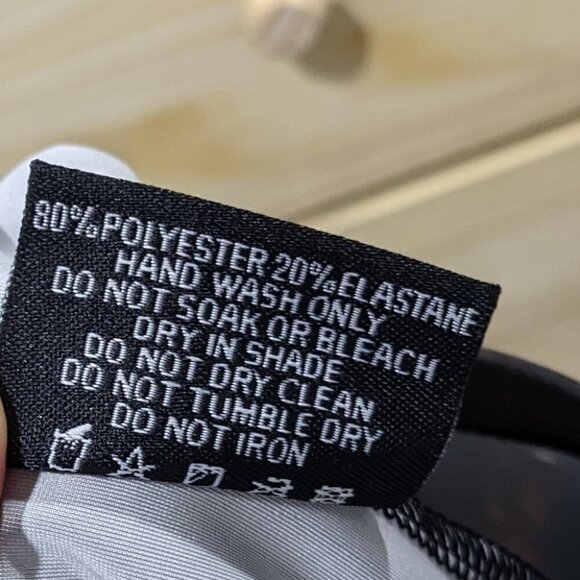 80% POLYESTER 20% ELASTANE
HAND WASH ONLY
DO NOT SOAK OR BLEACH
DRY IN SHADE
DO NOT DRY CLEAN
DO NOT TUMBLE DRY
DO NOT IRON